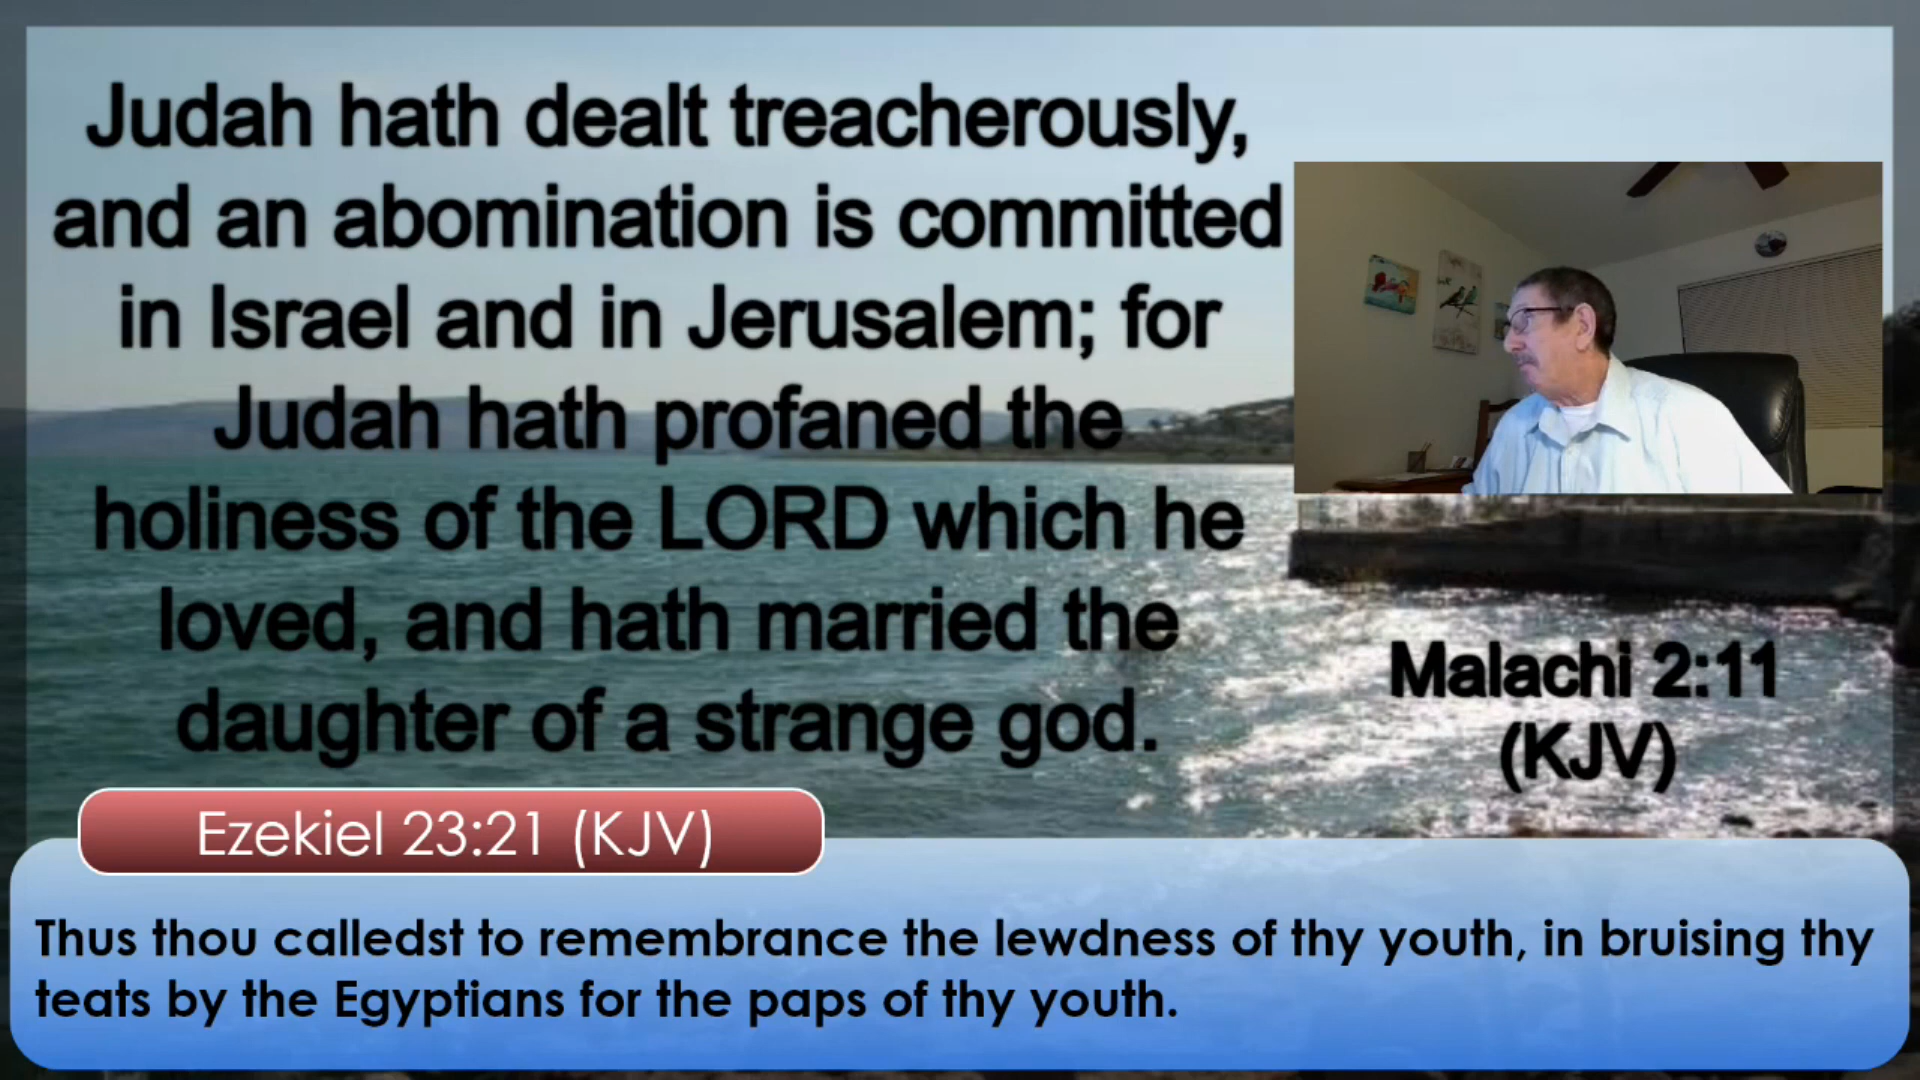 Judah hath dealt treacherously,
and an abomination is committed
in Israel and in Jerusalem; for
Judah hath profaned the
holiness of the LORD which he
loved, and hath married the
daughter of a strange god.
Malachi 2:11
(KJV)
Ezekiel 23:21 (KJV)
Thus thou calledst to remembrance the lewdness of thy youth, in bruising thy
teats by the Egyptians for the paps of thy youth.